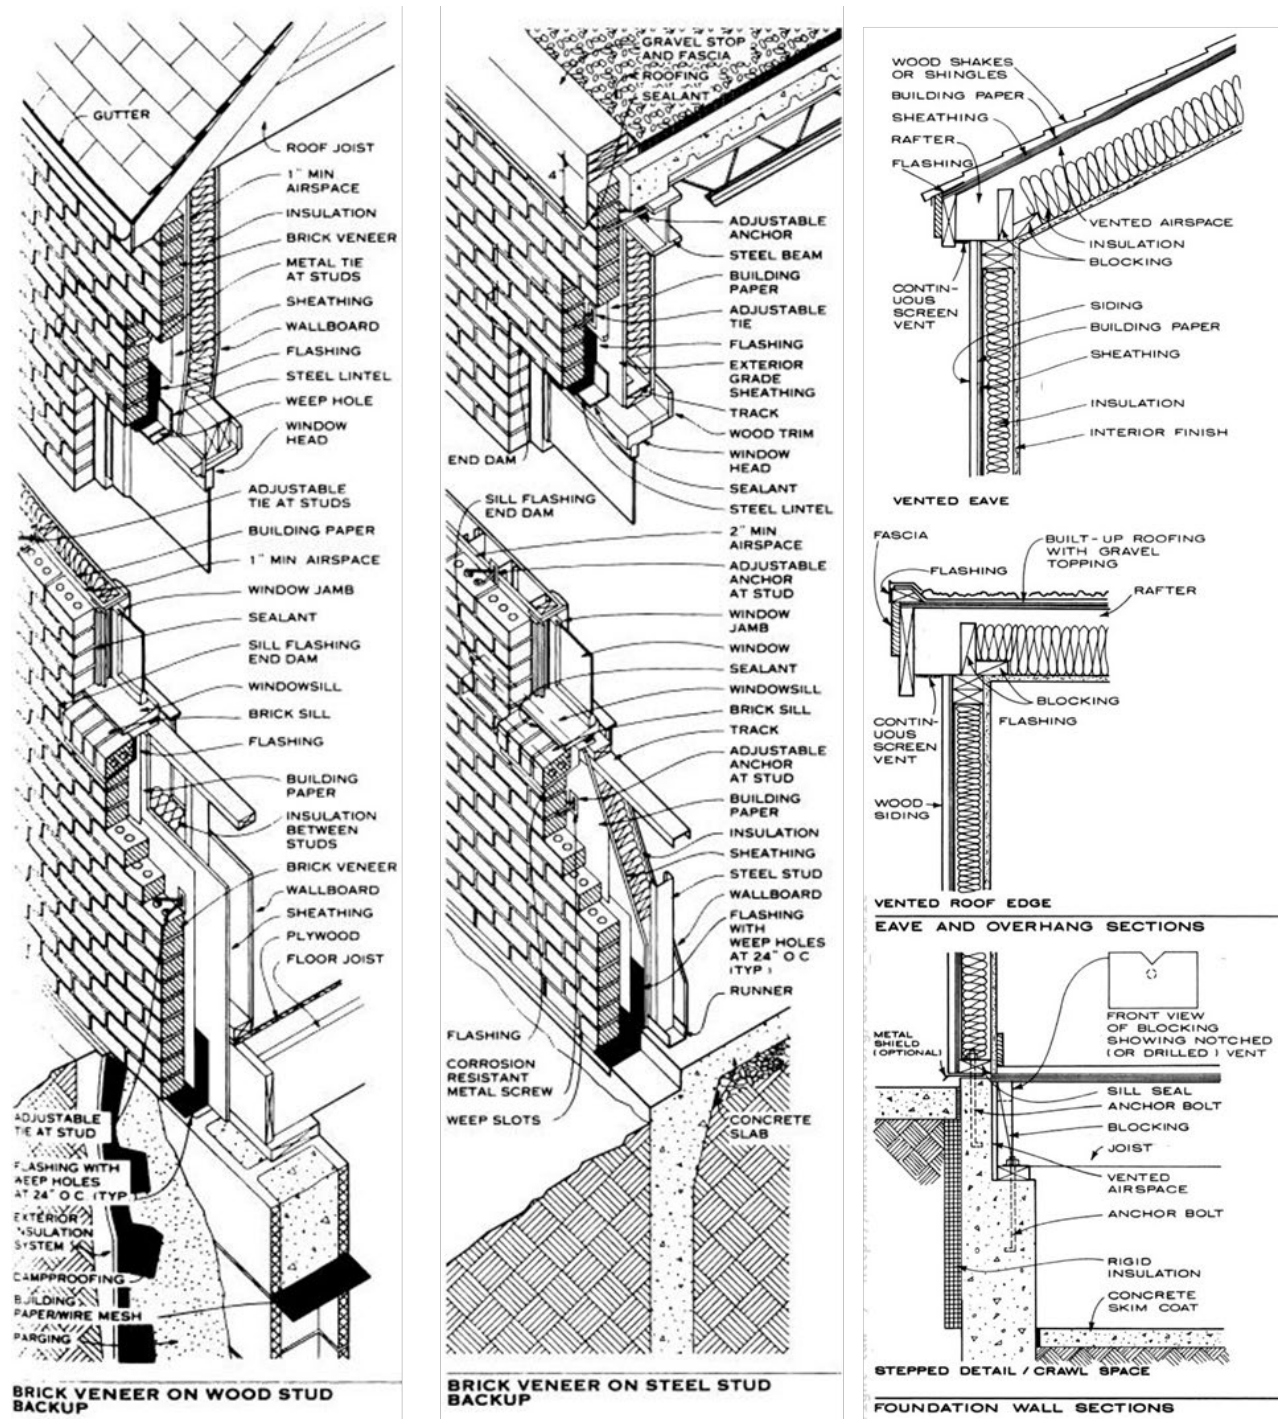 GUTTER
ROOF JOIST
1" MIN
AIRSPACE
INSULATION
BRICK VENEER
METAL TIE
AT STUDS
SHEATHING
WALLBOARD
FLASHING
STEEL LINTEL
WEEP HOLE
WINDOW
HEAD
ADJUSTABLE
TIE AT STUDS
BUILDING PAPER
1" MIN AIRSPACE
WINDOW JAMB
SEALANT
SILL FLASHING
END DAM
WINDOWSILL
BRICK SILL
FLASHING
BUILDING
PAPER
INSULATION
BETWEEN
STUDS
BRICK VENEER
WALLBOARD
SHEATHING
PLYWOOD
FLOOR JOIST
ADJUSTABLE
TIE AT STUD
FLASHING WITH
WEEP HOLES
AT 24" O C (TYP
EXTERIOR
INSULATION
SYSTEM
DAMPPROOFING
BUILDING
PAPER/WIRE MESH
PARGING
BRICK VENEER ON WOOD STUD
BACKUP
GRAVEL STOP
AND FASCIA
ROOFING
SEALANT
4"
ADJUSTABLE
ANCHOR
STEEL BEAM
BUILDING
PAPER
ADJUSTABLE
TIE
FLASHING
EXTERIOR
GRADE
SHEATHING
TRACK
WOOD TRIM
WINDOW
HEAD
SEALANT
STEEL LINTEL
END DAM
SILL FLASHING
END DAM
2" MIN
AIRSPACE
ADJUSTABLE
ANCHOR
AT STUD
WINDOW
JAMB
WINDOW
SEALANT
WINDOWSILL
BRICK SILL
TRACK
ADJUSTABLE
ANCHOR
AT STUD
BUILDING
PAPER
INSULATION
SHEATHING
STEEL STUD
WALLBOARD
FLASHING
WITH
WEEP HOLES
AT 24" O C
(TYP )
RUNNER
FLASHING
CORROSION
RESISTANT
METAL SCREW
WEEP SLOTS
CONCRETE
SLAB
BRICK VENEER ON STEEL STUD
BACKUP
WOOD SHAKES
OR SHINGLES
BUILDING PAPER
SHEATHING
RAFTER
FLASHING
VENTED AIRSPACE
INSULATION
BLOCKING
CONTIN-
UOUS
SCREEN
VENT
SIDING
BUILDING PAPER
SHEATHING
INSULATION
INTERIOR FINISH
VENTED EAVE
FASCIA
FLASHING
BUILT-UP ROOFING
WITH GRAVEL
TOPPING
RAFTER
BLOCKING
FLASHING
CONTIN-
UOUS
SCREEN
VENT
WOOD
SIDING
VENTED ROOF EDGE
EAVE AND OVERHANG SECTIONS
FRONT VIEW
OF BLOCKING
SHOWING NOTCHED
(OR DRILLED) VENT
METAL
SHIELD
(OPTIONAL)
SILL SEAL
ANCHOR BOLT
BLOCKING
JOIST
VENTED
AIRSPACE
ANCHOR BOLT
RIGID
INSULATION
CONCRETE
SKIM COAT
STEPPED DETAIL / CRAWL SPACE
FOUNDATION WALL SECTIONS